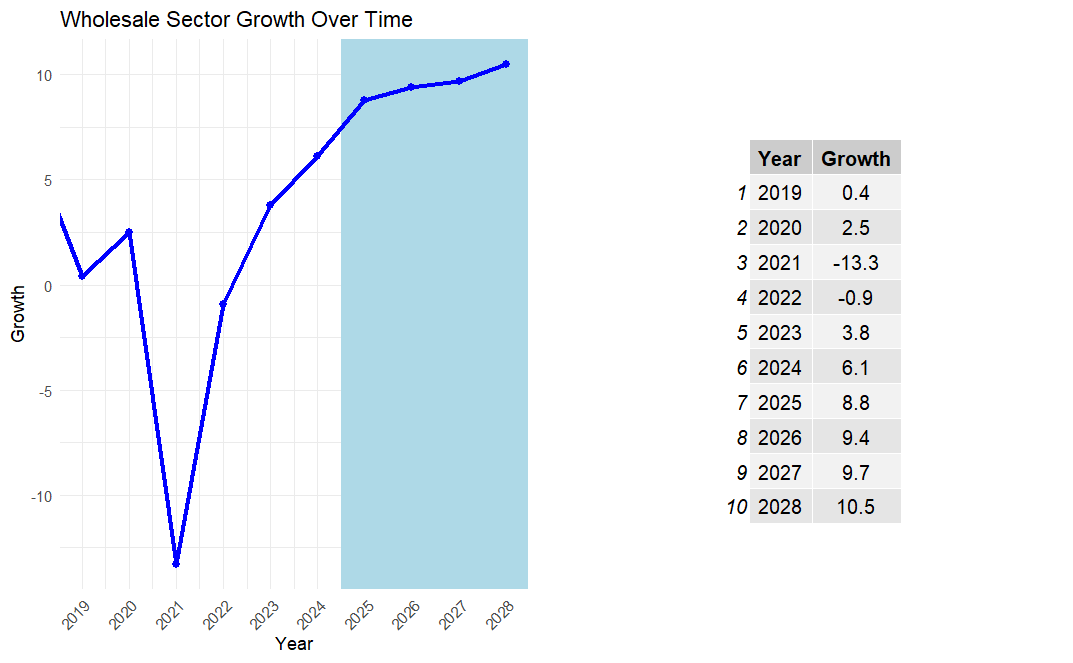 Wholesale Sector Growth Over Time
10
5
0
-5
-10
Growth
2019
2020
2021
2022
2023
2024
2025
2026
2027
2028
Year
Year Growth
1 2019 0.4
2 2020 2.5
3 2021 -13.3
4 2022 -0.9
5 2023 3.8
6 2024 6.1
7 2025 8.8
8 2026 9.4
9 2027 9.7
10 2028 10.5